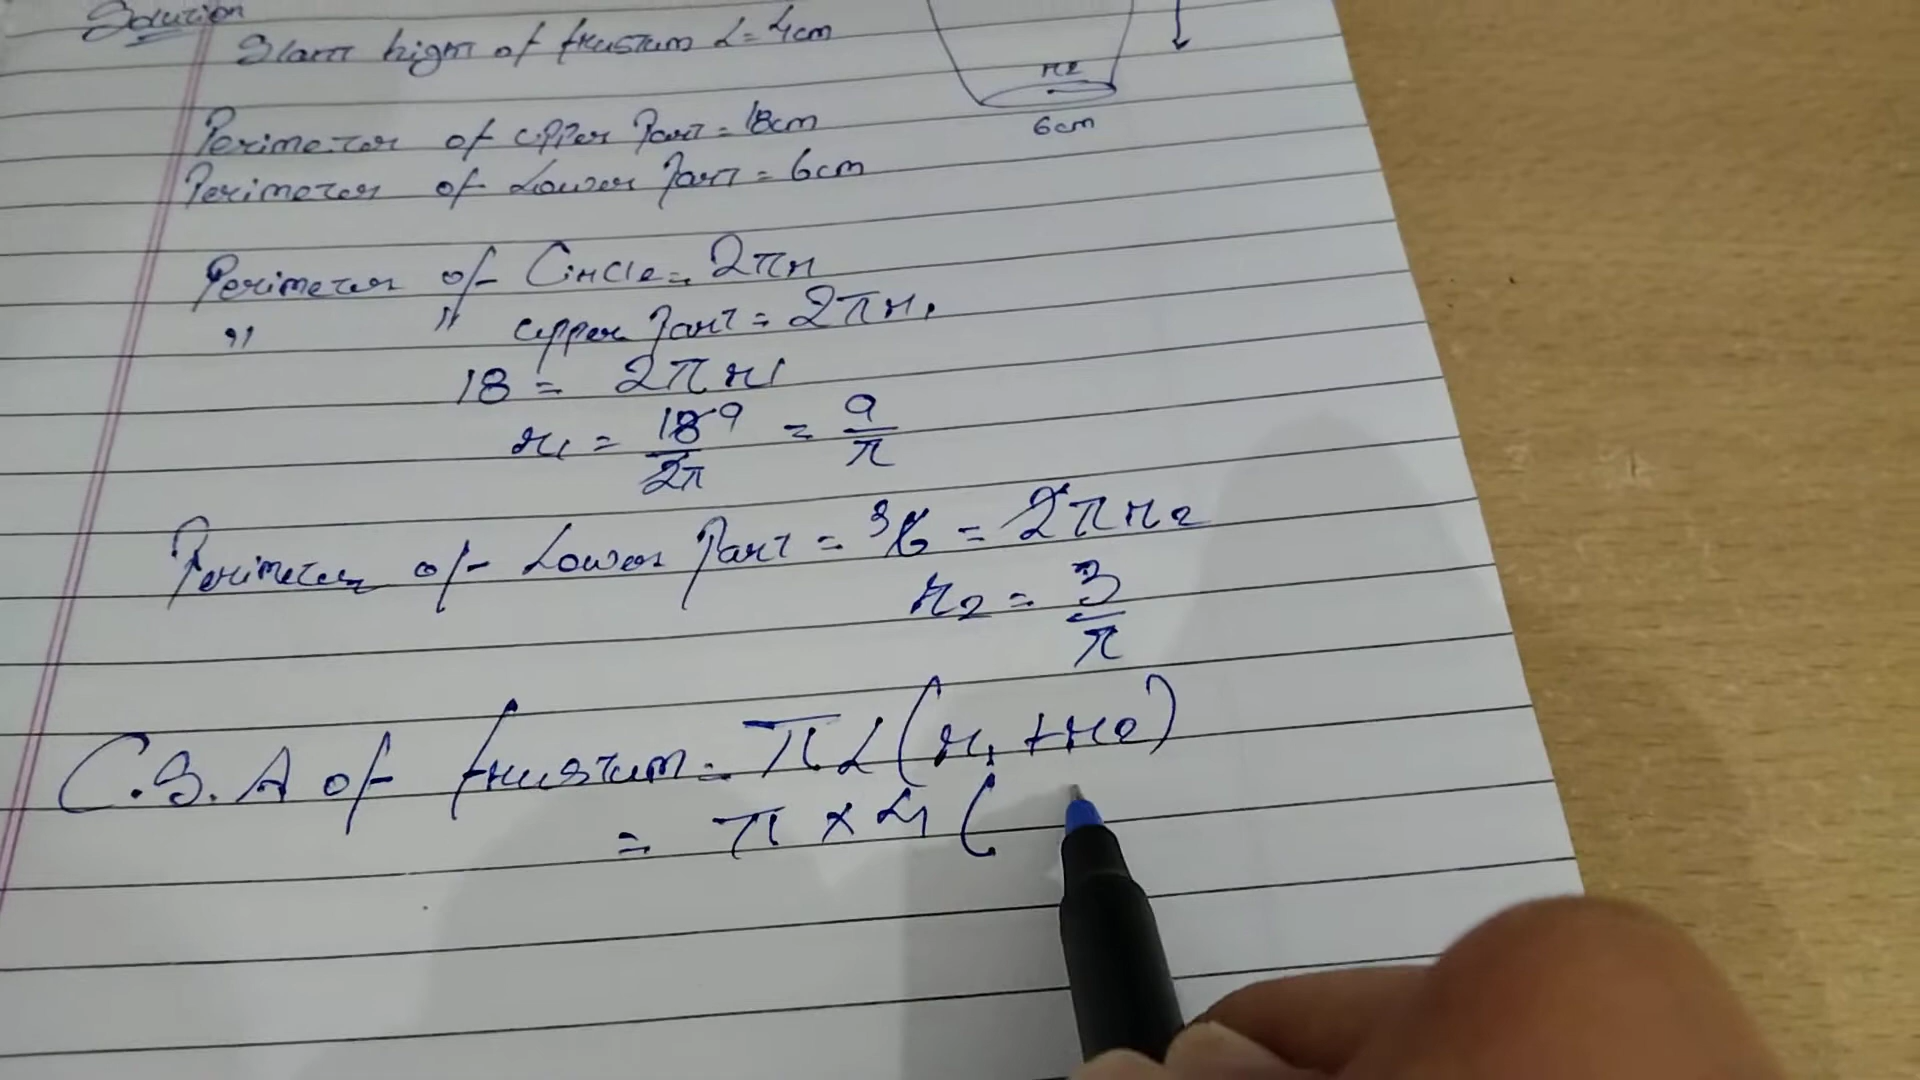 Solution
Slant hight of frustum L = 4cm
r2
6cm
Perimeter of upper Part = 18cm
Perimeter of Lower Part = 6cm
Perimeter of Circle = 2πr
" " upper Part = 2πr1
18 = 2πr1
r1 = 18 9 / 2π = 9/π
Perimeter of Lower Part = 3 6 = 2πr2
r2 = 3/π
C.S.A of frustum = πL(r1 + r2)
= π × 4 (